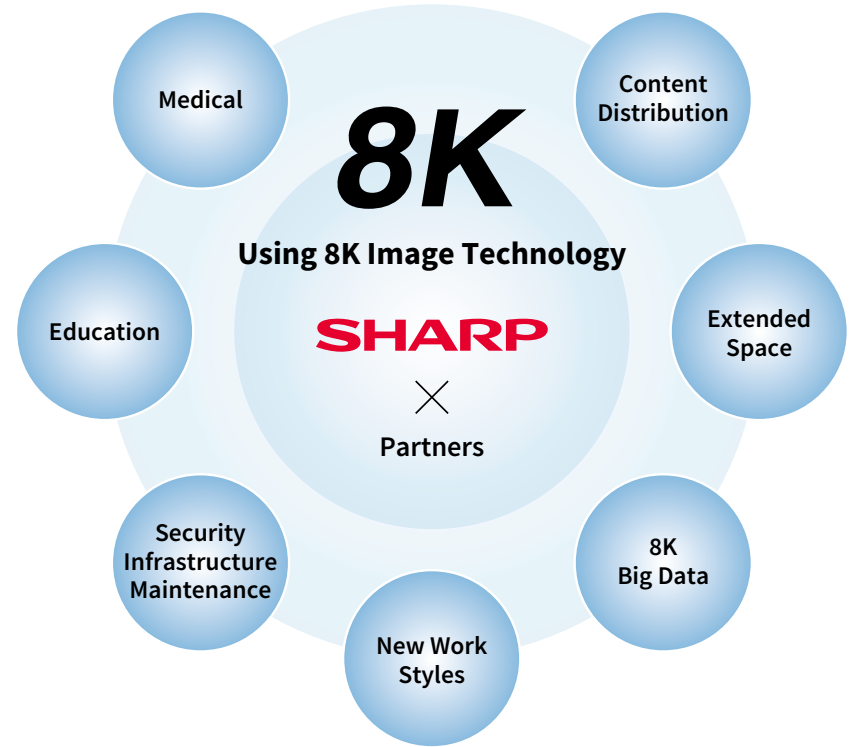 Medical
Content
Distribution
8K
Using 8K Image Technology
Education
SHARP
Extended
Space
×
Partners
Security
Infrastructure
Maintenance
8K
Big Data
New Work
Styles